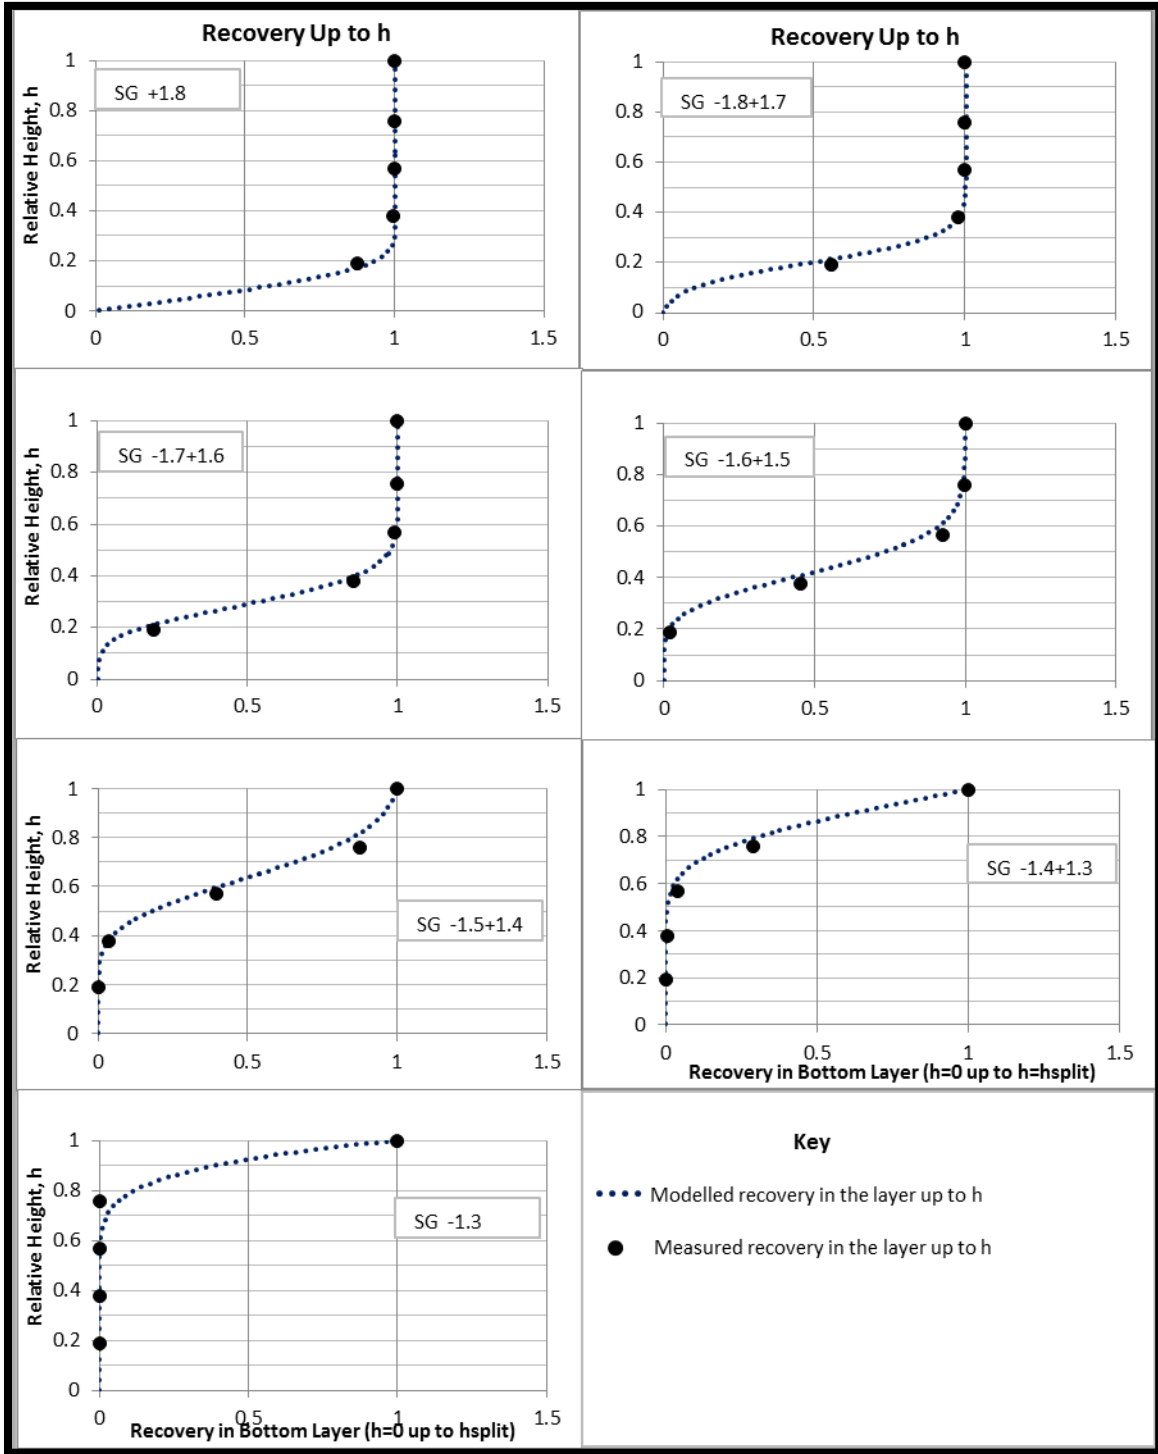 Recovery Up to h
Relative Height, h
SG +1.8
1
0.8
0.6
0.4
0.2
0
0 0.5 1 1.5
Recovery Up to h
SG -1.8+1.7
1
0.8
0.6
0.4
0.2
0
0 0.5 1 1.5
Relative Height, h
SG -1.7+1.6
1
0.8
0.6
0.4
0.2
0
0 0.5 1 1.5
SG -1.6+1.5
1
0.8
0.6
0.4
0.2
0
0 0.5 1 1.5
Relative Height, h
SG -1.5+1.4
1
0.8
0.6
0.4
0.2
0
0 0.5 1 1.5
SG -1.4+1.3
1
0.8
0.6
0.4
0.2
0
0 0.5 1 1.5
Recovery in Bottom Layer (h=0 up to h=hsplit)
Relative Height, h
SG -1.3
1
0.8
0.6
0.4
0.2
0
0 0.5 1 1.5
Recovery in Bottom Layer (h=0 up to hsplit)
Key
Modelled recovery in the layer up to h
Measured recovery in the layer up to h